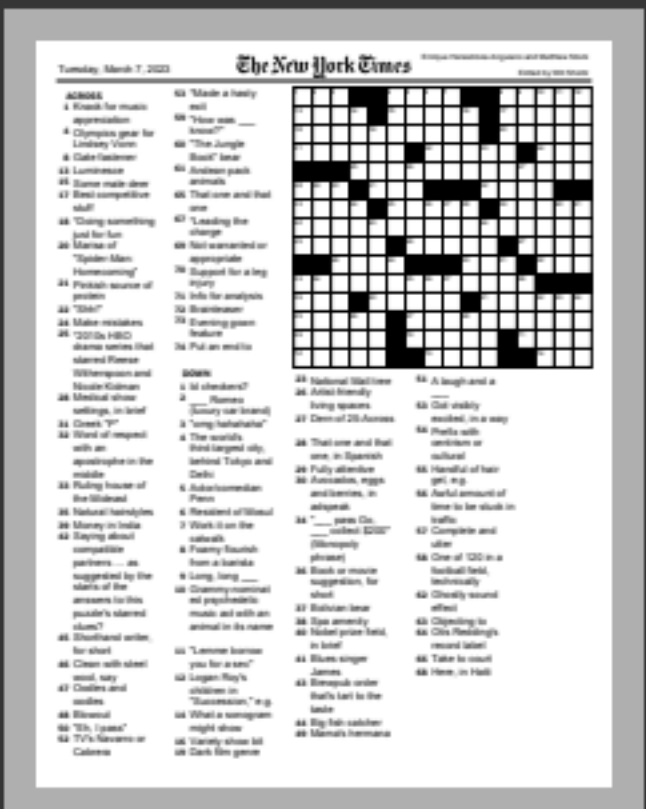 Tuesday, March 7, 2023
The New York Times
Edited by Will Shortz
ACROSS
1 Knack for music
appreciation
Olympics gear for
Lindsey Vonn
Gate fastener
Luminesce
Some male deer
17 Best competitive
stuff
"Doing something
just for fun
20 Marisa of
"Spider-Man:
Homecoming"
21 Pinkish source of
protein
"Shh!"
24 Make mistakes
25 *2010s HBO
drama series that
starred Reese
Witherspoon and
Nicole Kidman
28 Medical show
settings, in brief
31 Greek "P"
32 Word of respect
with an
apostrophe in the
middle
33 Ruling house of
the Mideast
35 Natural hairstyles
39 Money in India
42 Saying about
compatible
partners ... as
suggested by the
starts of the
answers to this
puzzle's starred
clues?
45 Shorthand writer,
for short
46 Clean with steel
wool, say
47 Oodles and
oodles
48 Blowout
50 "Eh, I pass"
52 TV's Navarro or
Cabrera
53 *Made a hasty
exit
59 "How was ___
know?"
60 "The Jungle
Book" bear
61 Andean pack
animals
65 That one and that
one
67 *Leading the
charge
69 Not warranted or
appropriate
70 Support for a leg
injury
71 Info for analysis
72 Brainteaser
73 Evening gown
feature
74 Put an end to
DOWN
1 Id checkers?
2 ___ Romeo
(luxury car brand)
3 "omg hahahaha"
4 The world's
third largest city,
behind Tokyo and
Delhi
5 Actor/comedian
Penn
6 Resident of Mosul
7 Work it on the
catwalk
8 Foamy flourish
from a barista
9 Long, long ___
10 Grammy-nominat
ed psychedelic
music act with an
animal in its name
11 "Lemme borrow
you for a sec"
12 Logan Roy's
children in
"Succession," e.g.
14 What a sonogram
might show
16 Variety show bit
19 Dark film genre
23 National Mall tree
26 Artist-friendly
living spaces
27 Dern of 25-Across
28 That one and that
one, in Spanish
29 Fully attentive
30 Avocados, eggs
and berries, in
adspeak
34 "___ pass Go,
___ collect $200"
(Monopoly
phrase)
36 Book or movie
suggestion, for
short
37 Bolivian bear
38 Spa amenity
40 Nobel prize field,
in brief
41 Blues singer
James
43 Brewpub order
that's tart to the
taste
44 Big fish catcher
49 Mamá's hermana
51 A laugh and a
___
53 Got visibly
excited, in a way
54 Prefix with
centrism or
cultural
55 Handful of hair
gel, e.g.
56 Awful amount of
time to be stuck in
traffic
57 Complete and
utter
58 One of 120 in a
football field,
technically
62 Ghostly sound
effect
63 Objecting to
64 Otis Redding's
record label
66 Take to court
68 Here, in Haiti